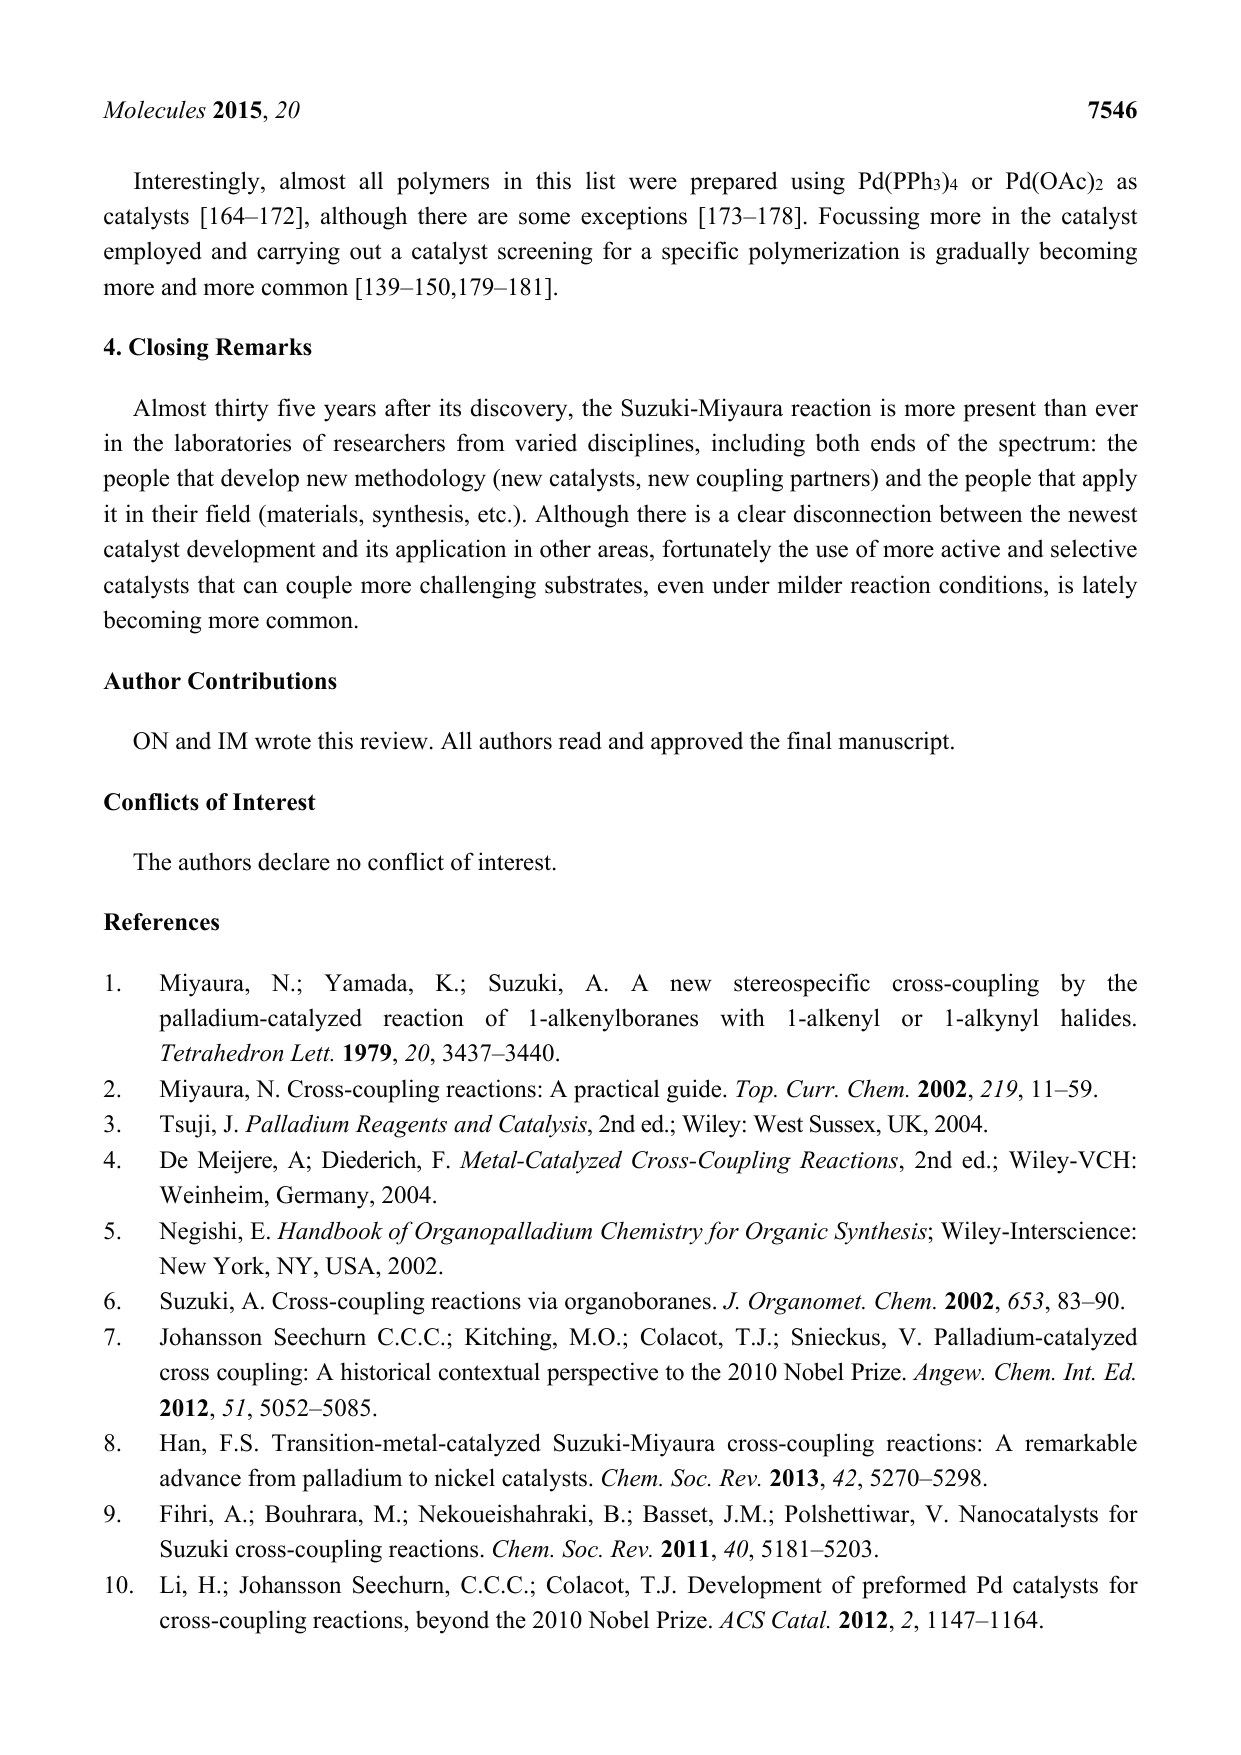 Molecules 2015, 20 7546
Interestingly, almost all polymers in this list were prepared using Pd(PPh3)4 or Pd(OAc)2 as
catalysts [164–172], although there are some exceptions [173–178]. Focussing more in the catalyst
employed and carrying out a catalyst screening for a specific polymerization is gradually becoming
more and more common [139–150,179–181].
4. Closing Remarks
Almost thirty five years after its discovery, the Suzuki-Miyaura reaction is more present than ever
in the laboratories of researchers from varied disciplines, including both ends of the spectrum: the
people that develop new methodology (new catalysts, new coupling partners) and the people that apply
it in their field (materials, synthesis, etc.). Although there is a clear disconnection between the newest
catalyst development and its application in other areas, fortunately the use of more active and selective
catalysts that can couple more challenging substrates, even under milder reaction conditions, is lately
becoming more common.
Author Contributions
ON and IM wrote this review. All authors read and approved the final manuscript.
Conflicts of Interest
The authors declare no conflict of interest.
References
1. Miyaura, N.; Yamada, K.; Suzuki, A. A new stereospecific cross-coupling by the
palladium-catalyzed reaction of 1-alkenylboranes with 1-alkenyl or 1-alkynyl halides.
Tetrahedron Lett. 1979, 20, 3437–3440.
2. Miyaura, N. Cross-coupling reactions: A practical guide. Top. Curr. Chem. 2002, 219, 11–59.
3. Tsuji, J. Palladium Reagents and Catalysis, 2nd ed.; Wiley: West Sussex, UK, 2004.
4. De Meijere, A; Diederich, F. Metal-Catalyzed Cross-Coupling Reactions, 2nd ed.; Wiley-VCH:
Weinheim, Germany, 2004.
5. Negishi, E. Handbook of Organopalladium Chemistry for Organic Synthesis; Wiley-Interscience:
New York, NY, USA, 2002.
6. Suzuki, A. Cross-coupling reactions via organoboranes. J. Organomet. Chem. 2002, 653, 83–90.
7. Johansson Seechurn C.C.C.; Kitching, M.O.; Colacot, T.J.; Snieckus, V. Palladium-catalyzed
cross coupling: A historical contextual perspective to the 2010 Nobel Prize. Angew. Chem. Int. Ed.
2012, 51, 5052–5085.
8. Han, F.S. Transition-metal-catalyzed Suzuki-Miyaura cross-coupling reactions: A remarkable
advance from palladium to nickel catalysts. Chem. Soc. Rev. 2013, 42, 5270–5298.
9. Fihri, A.; Bouhrara, M.; Nekoueishahraki, B.; Basset, J.M.; Polshettiwar, V. Nanocatalysts for
Suzuki cross-coupling reactions. Chem. Soc. Rev. 2011, 40, 5181–5203.
10. Li, H.; Johansson Seechurn, C.C.C.; Colacot, T.J. Development of preformed Pd catalysts for
cross-coupling reactions, beyond the 2010 Nobel Prize. ACS Catal. 2012, 2, 1147–1164.